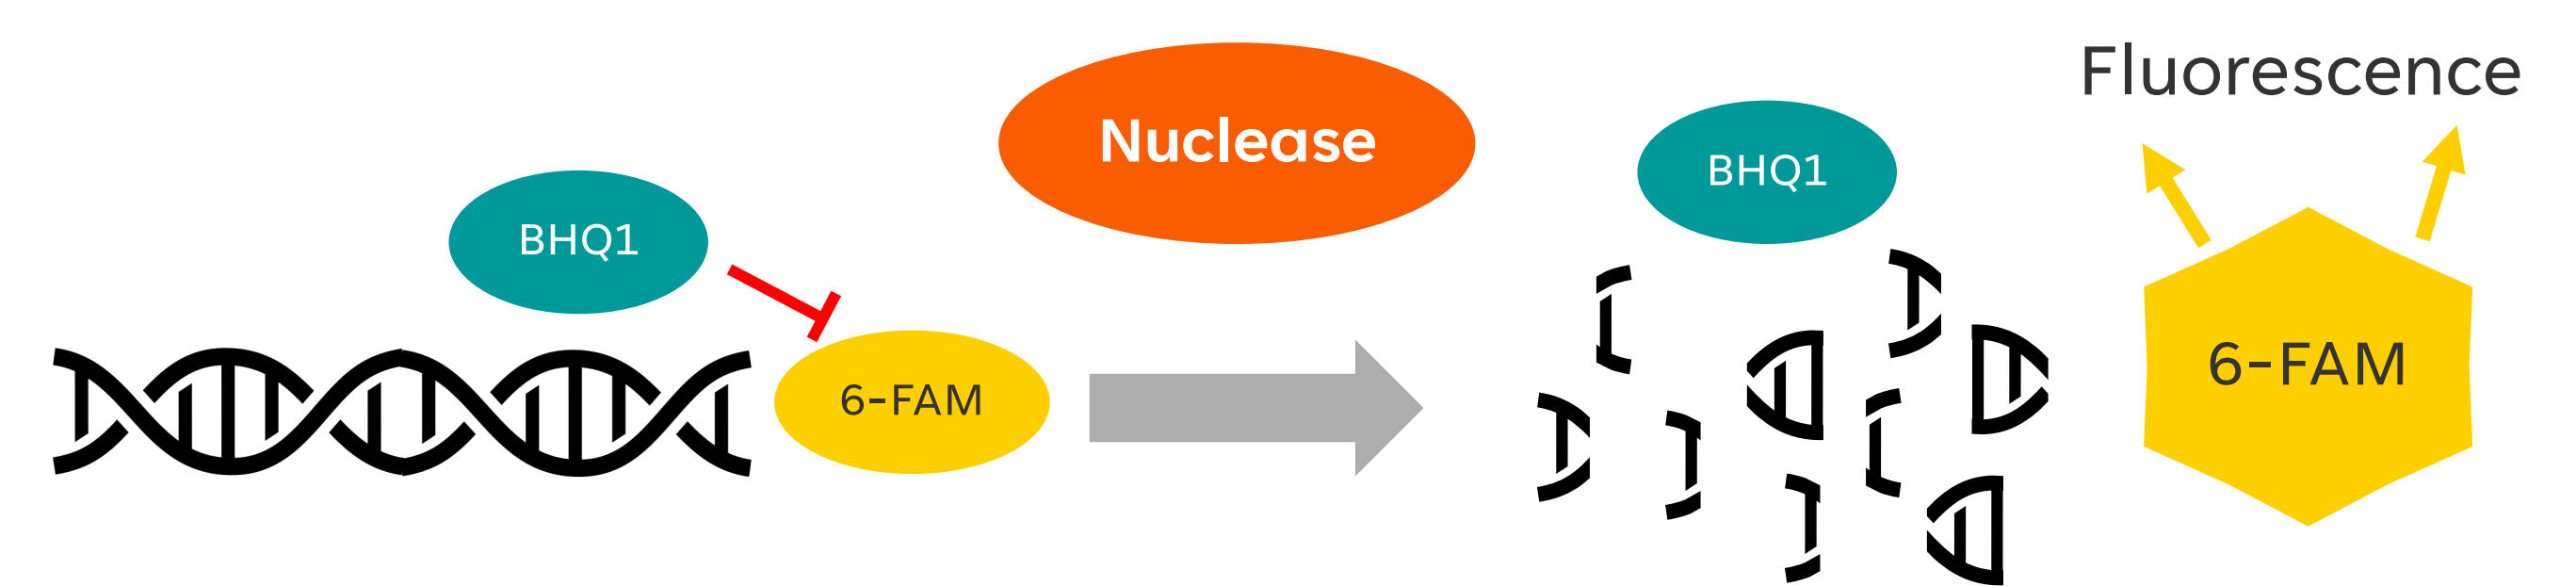 BHQ1
6-FAM
Nuclease
BHQ1
Fluorescence
6-FAM